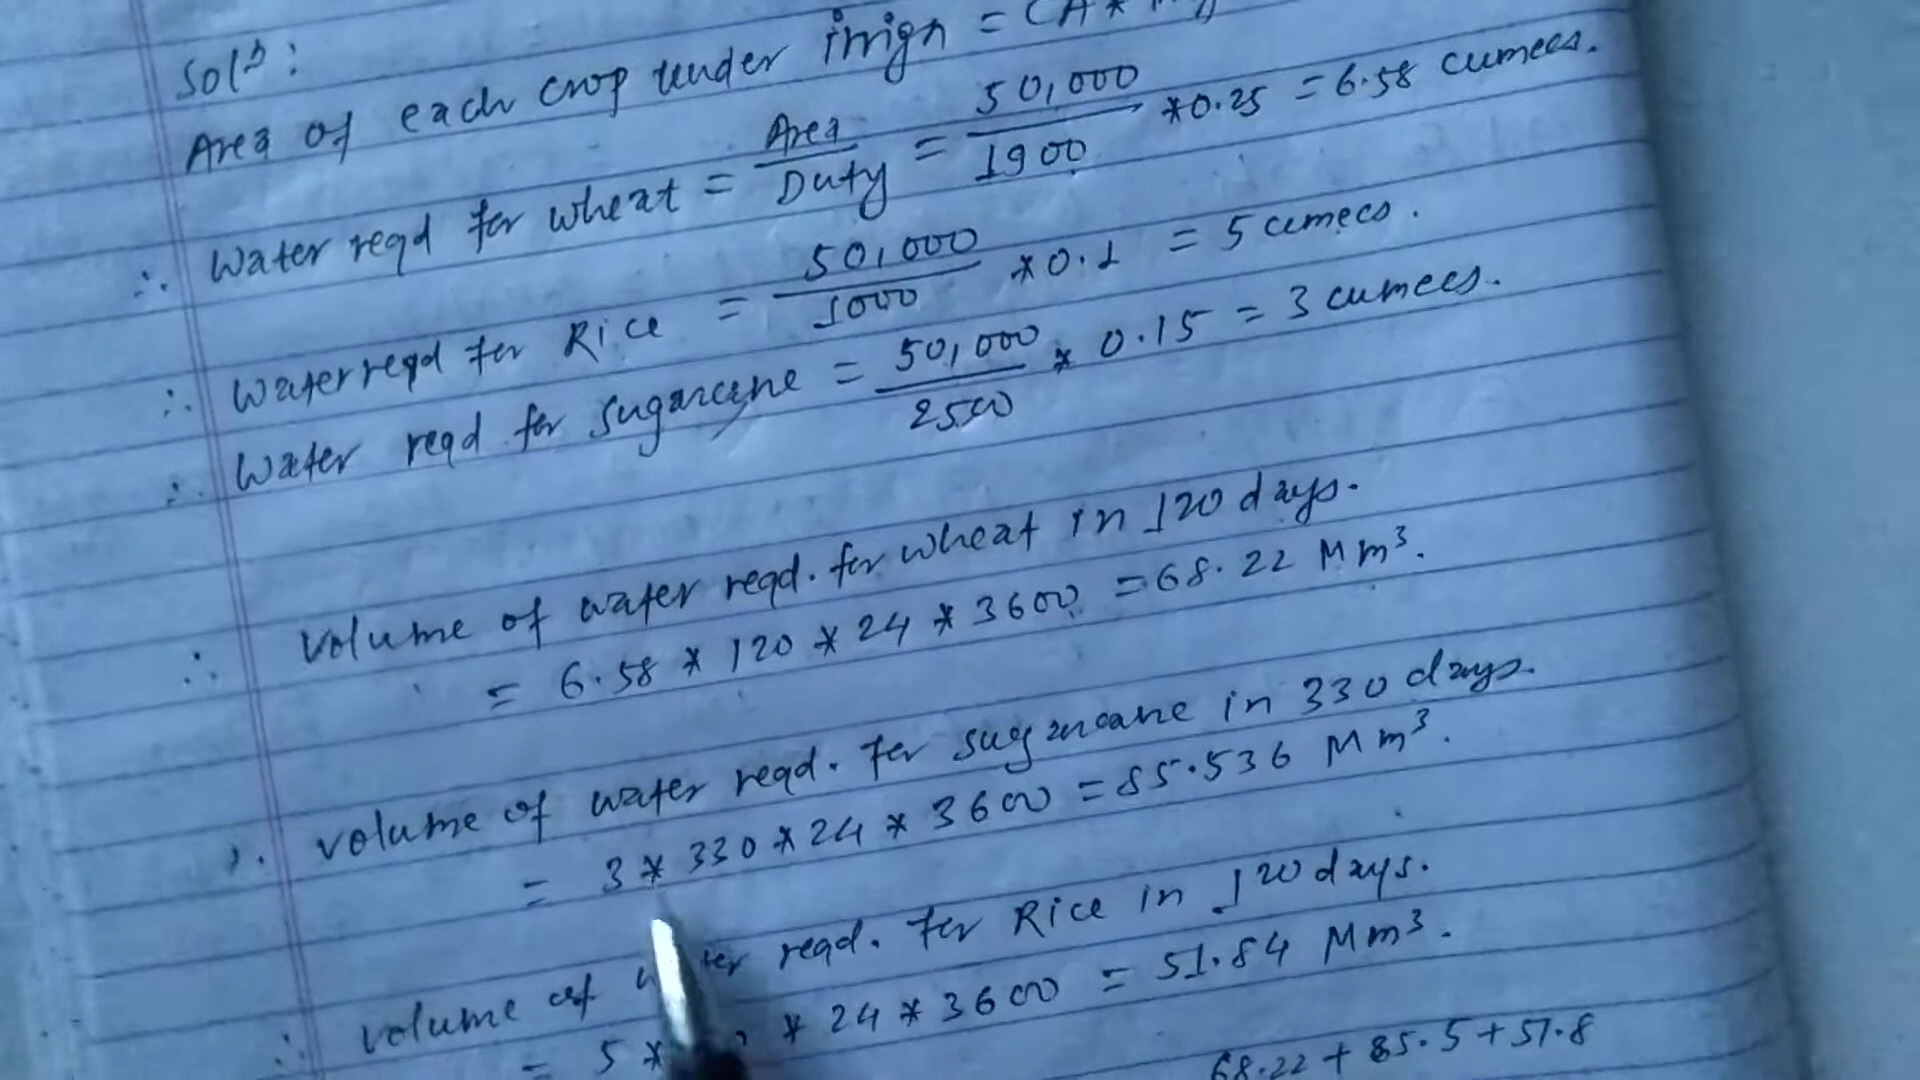 Solⁿ:
Area of each crop under irrign = (A *
∴ Water reqd for wheat = Area/Duty = 50,000/1900 *0.25 = 6.58 cumecs.
∴ Water reqd for Rice = 50,000/1000 *0.1 = 5 cumecs.
∴ Water reqd for sugarcane = 50,000/2500 * 0.15 = 3 cumecs.
∴ Volume of water reqd. for wheat in 120 days.
= 6.58 * 120 * 24 * 3600 = 68.22 Mm³.
∴ volume of water reqd. for sugarcane in 330 days.
= 3 * 330 * 24 * 3600 = 85.536 Mm³.
∴ volume of reqd. for Rice in 120 days.
= 5 * * 24 * 3600 = 51.84 Mm³.
68.22 + 85.5 + 51.8